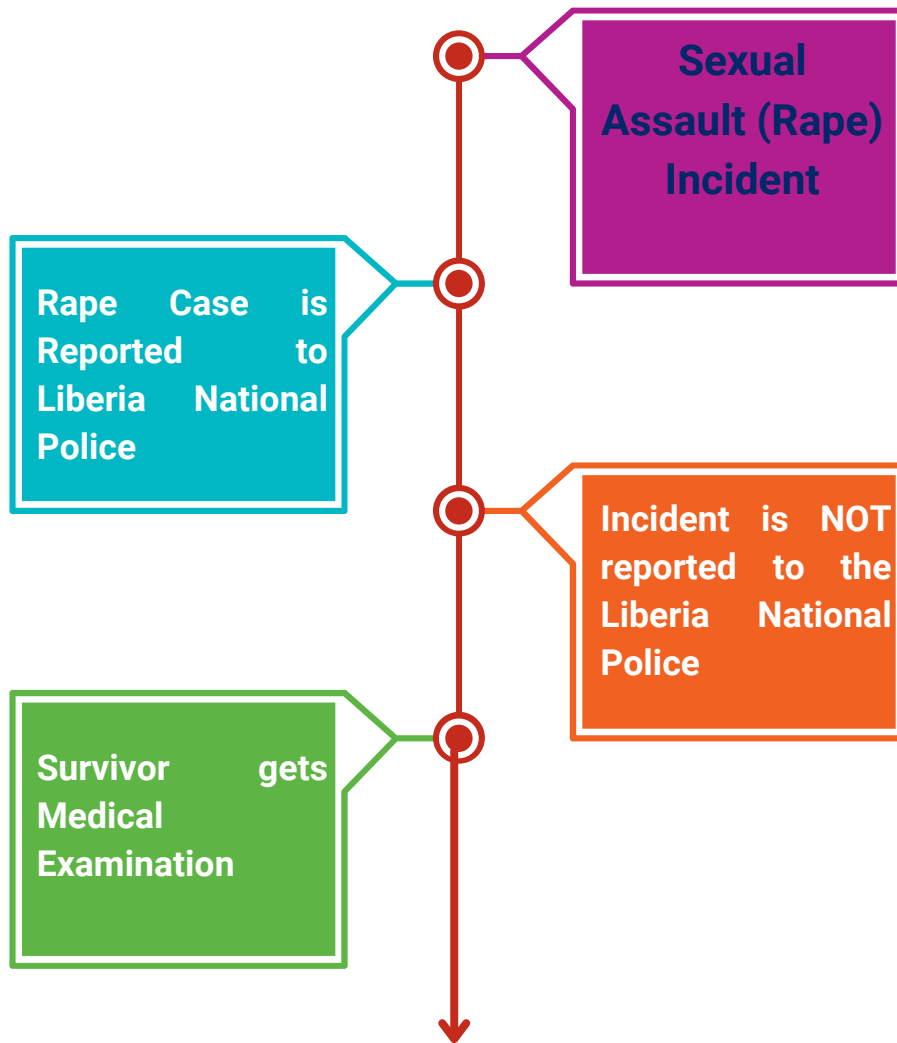 Sexual
Assault (Rape)
Incident
Rape Case is
Reported to
Liberia National
Police
Incident is NOT
reported to the
Liberia National
Police
Survivor gets
Medical
Examination